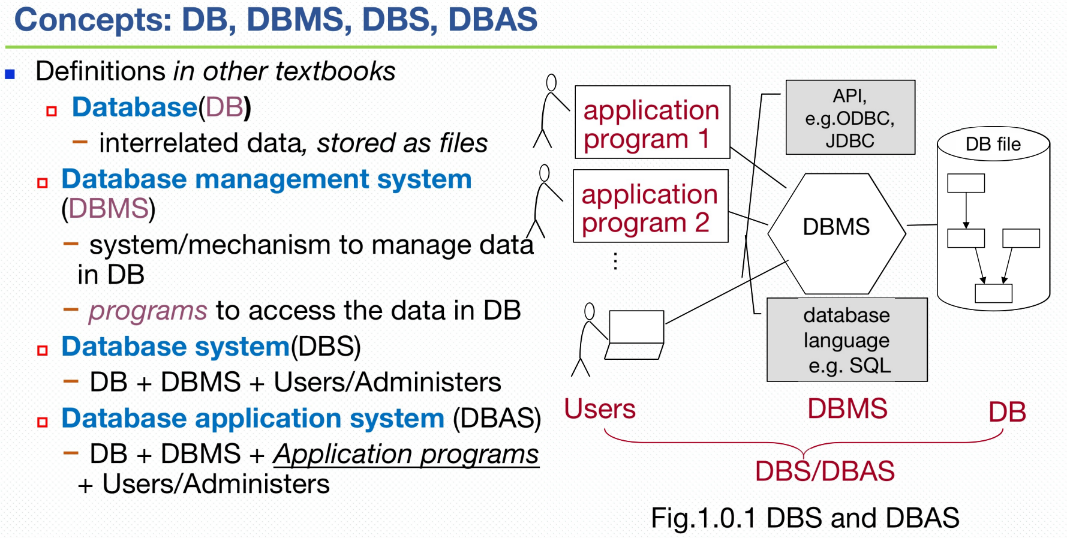 Concepts: DB, DBMS, DBS, DBAS
Definitions in other textbooks
Database(DB)
– interrelated data, stored as files
Database management system
(DBMS)
– system/mechanism to manage data
in DB
– programs to access the data in DB
Database system(DBS)
– DB + DBMS + Users/Administers
Database application system (DBAS)
– DB + DBMS + Application programs
+ Users/Administers
application
program 1
application
program 2
⋮
API,
e.g.ODBC,
JDBC
DBMS
DB file
database
language
e.g. SQL
Users
DBMS
DB
DBS/DBAS
Fig.1.0.1 DBS and DBAS